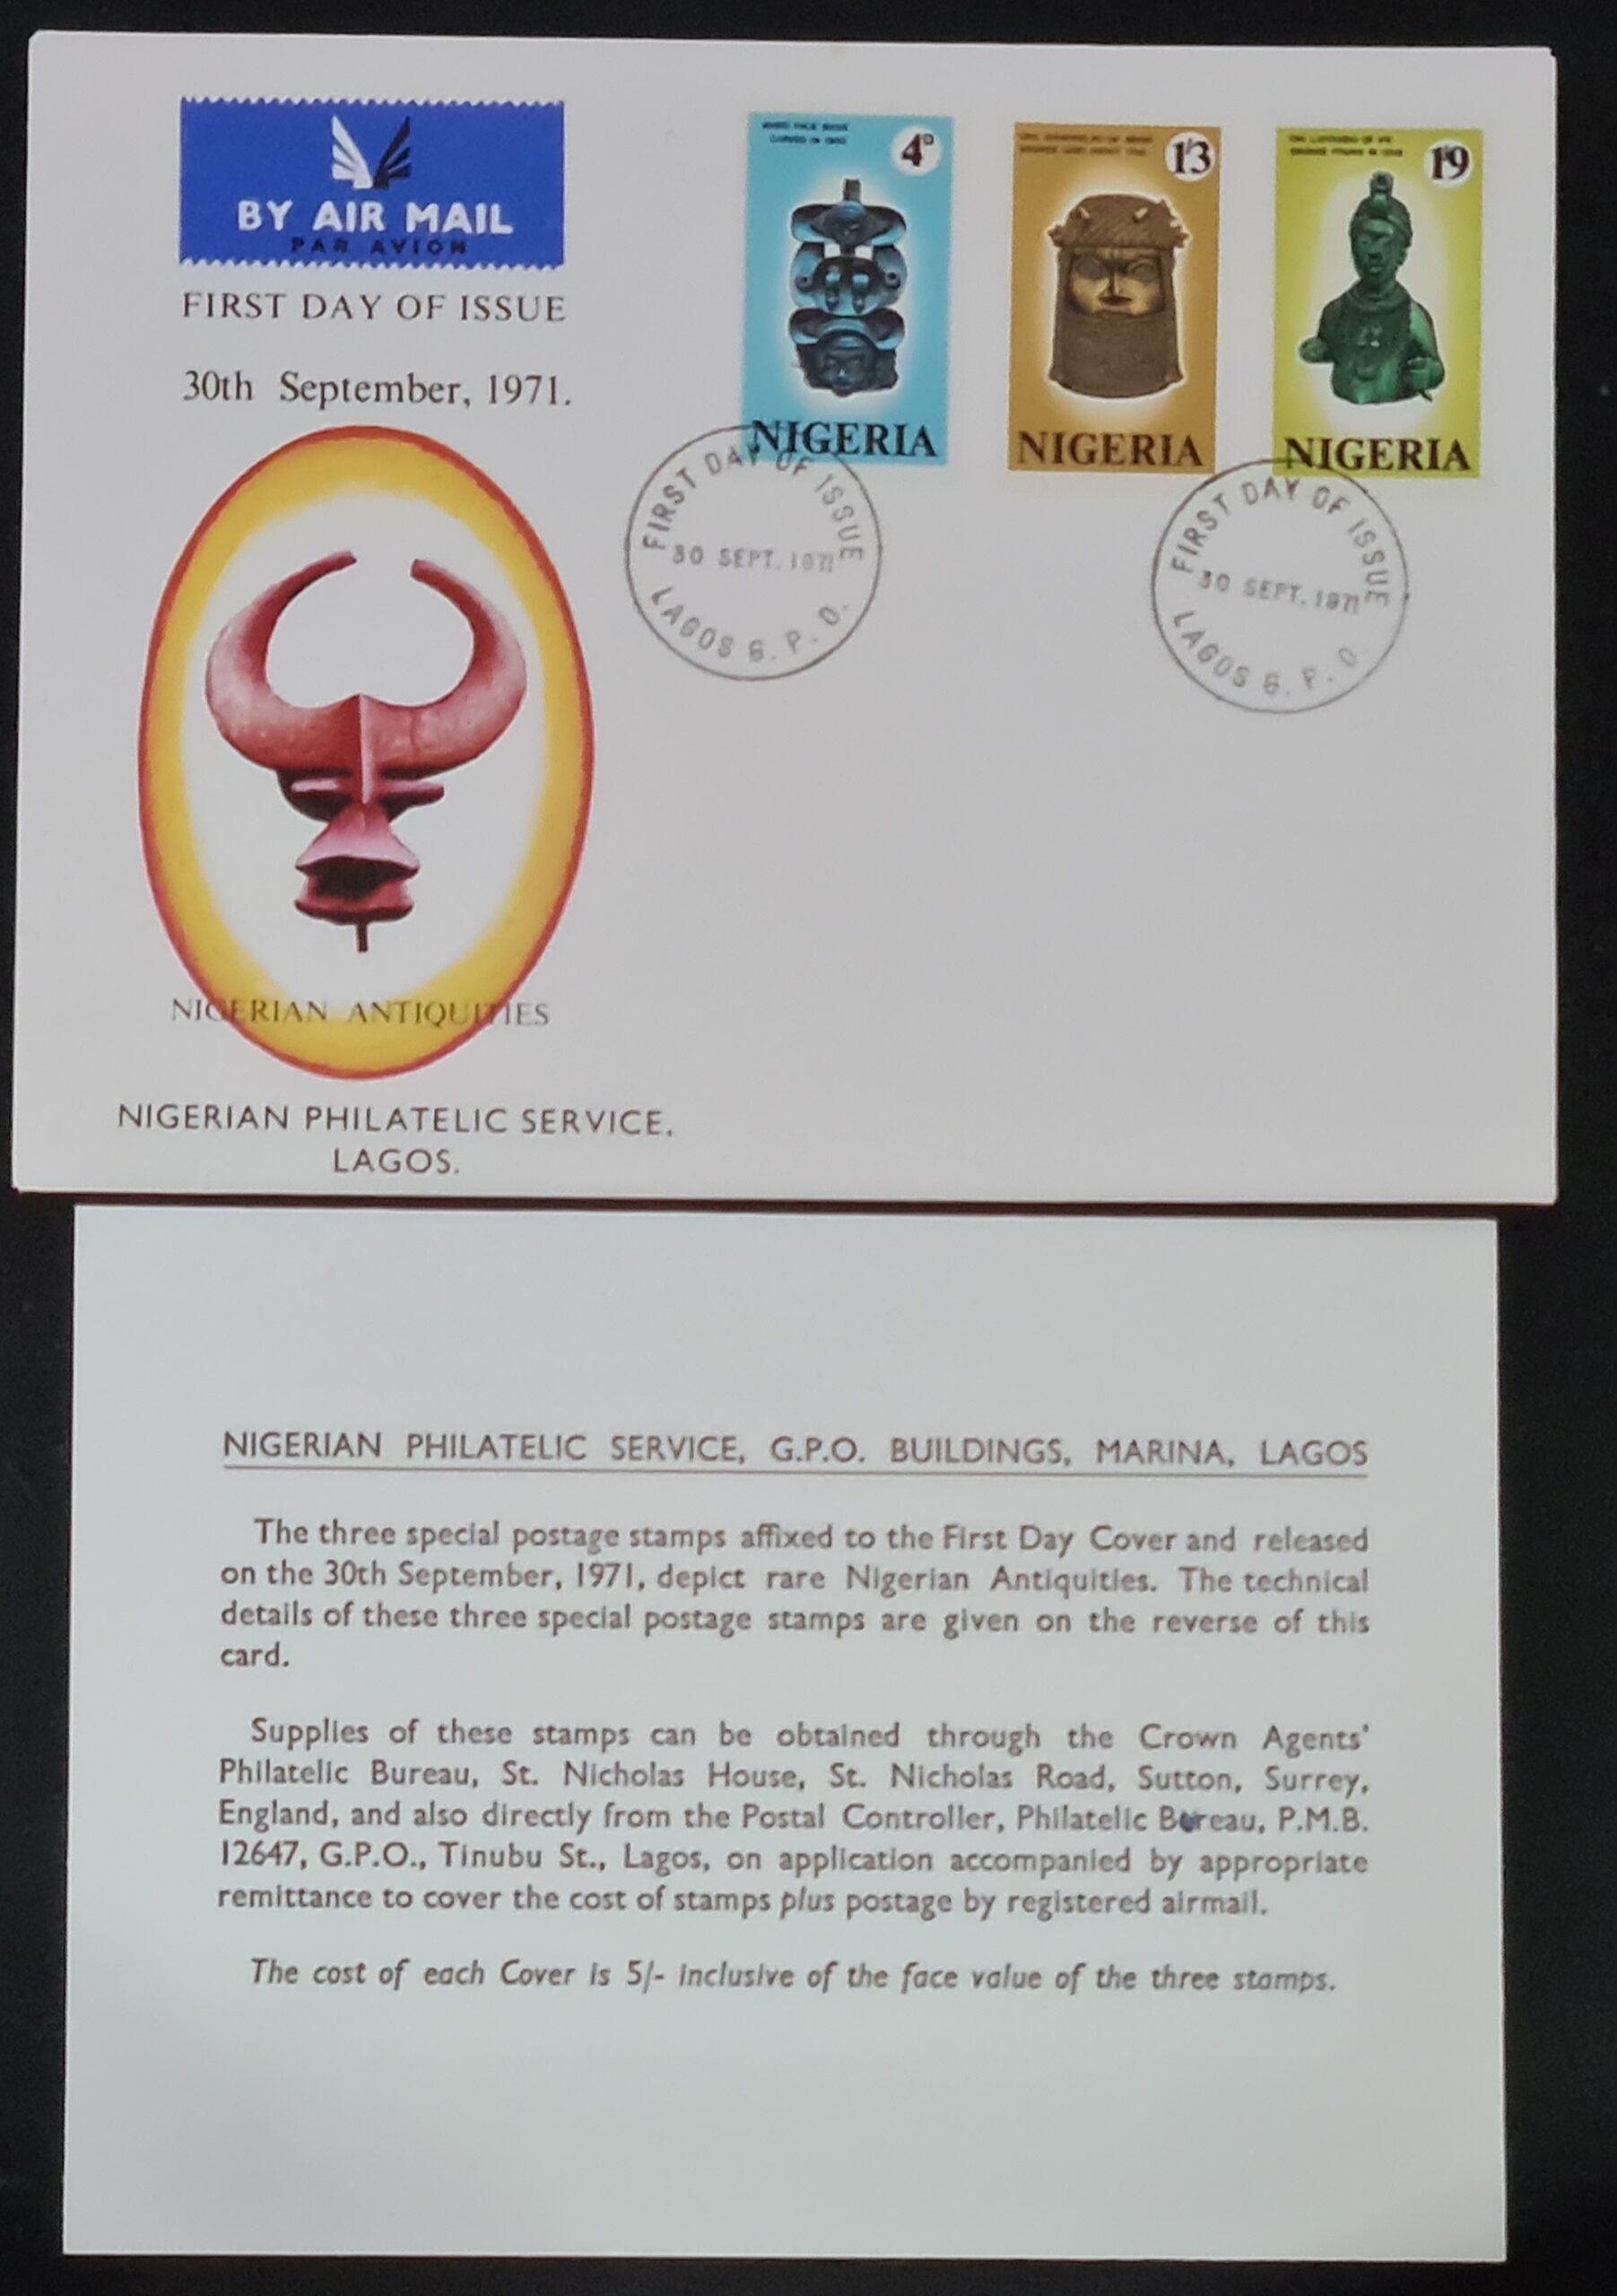 BY AIR MAIL
PAR AVION
FIRST DAY OF ISSUE
30th September, 1971.
4D
NIGERIA
1'3
NIGERIA
1'9
NIGERIA
FIRST DAY OF ISSUE
30 SEPT. 1971
LAGOS G. P. O.
FIRST DAY OF ISSUE
30 SEPT. 1971
LAGOS G. P. O.
NIGERIAN ANTIQUITIES
NIGERIAN PHILATELIC SERVICE,
LAGOS.
NIGERIAN PHILATELIC SERVICE, G.P.O. BUILDINGS, MARINA, LAGOS
The three special postage stamps affixed to the First Day Cover and released
on the 30th September, 1971, depict rare Nigerian Antiquities. The technical
details of these three special postage stamps are given on the reverse of this
card.
Supplies of these stamps can be obtained through the Crown Agents'
Philatelic Bureau, St. Nicholas House, St. Nicholas Road, Sutton, Surrey,
England, and also directly from the Postal Controller, Philatelic Bureau, P.M.B.
12647, G.P.O., Tinubu St., Lagos, on application accompanied by appropriate
remittance to cover the cost of stamps plus postage by registered airmail.
The cost of each Cover is 5/- inclusive of the face value of the three stamps.